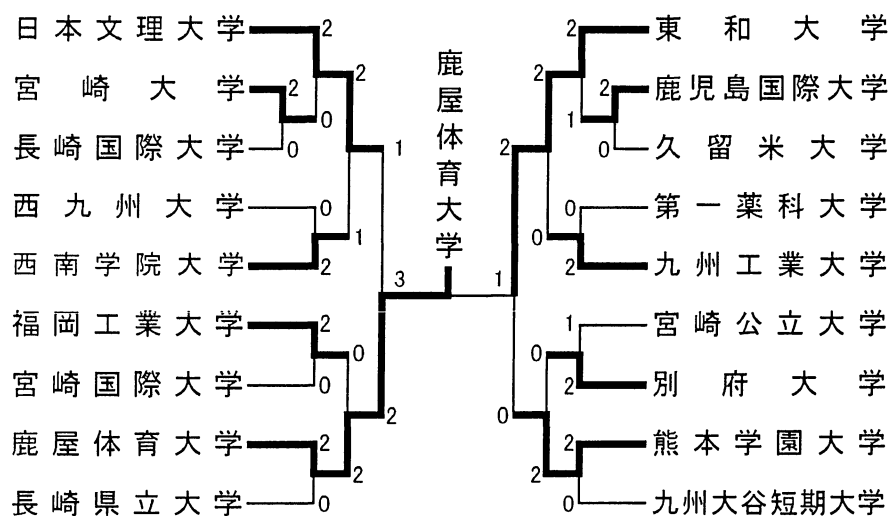 日本文理大学
2
宮崎大学
2
2
0
長崎国際大学
0
1
西九州大学
0
1
西南学院大学
2
3
福岡工業大学
2
0
宮崎国際大学
0
2
鹿屋体育大学
2
2
長崎県立大学
0
鹿屋体育大学
東和大学
2
2
鹿児島国際大学
2
1
久留米大学
0
2
第一薬科大学
0
0
九州工業大学
2
1
宮崎公立大学
1
0
別府大学
2
0
熊本学園大学
2
2
九州大谷短期大学
0